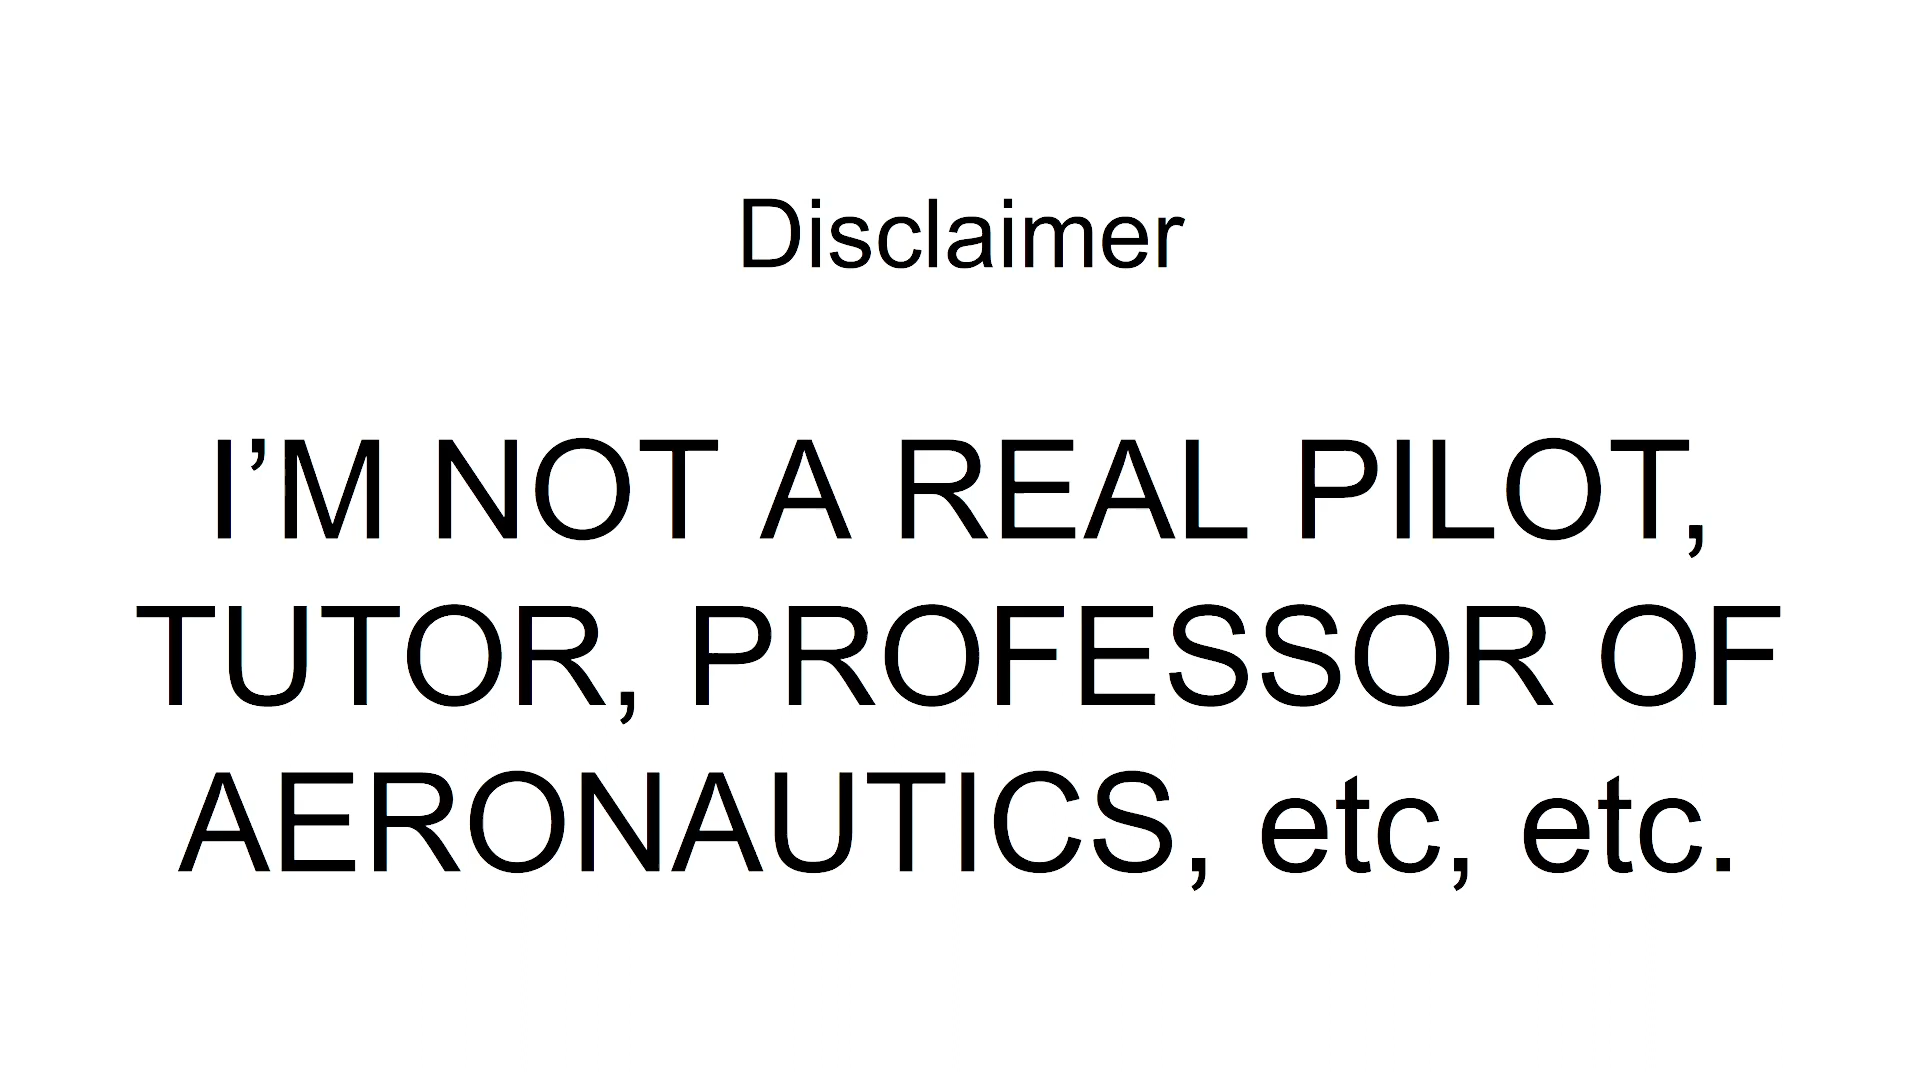 Disclaimer
I’M NOT A REAL PILOT,
TUTOR, PROFESSOR OF
AERONAUTICS, etc, etc.